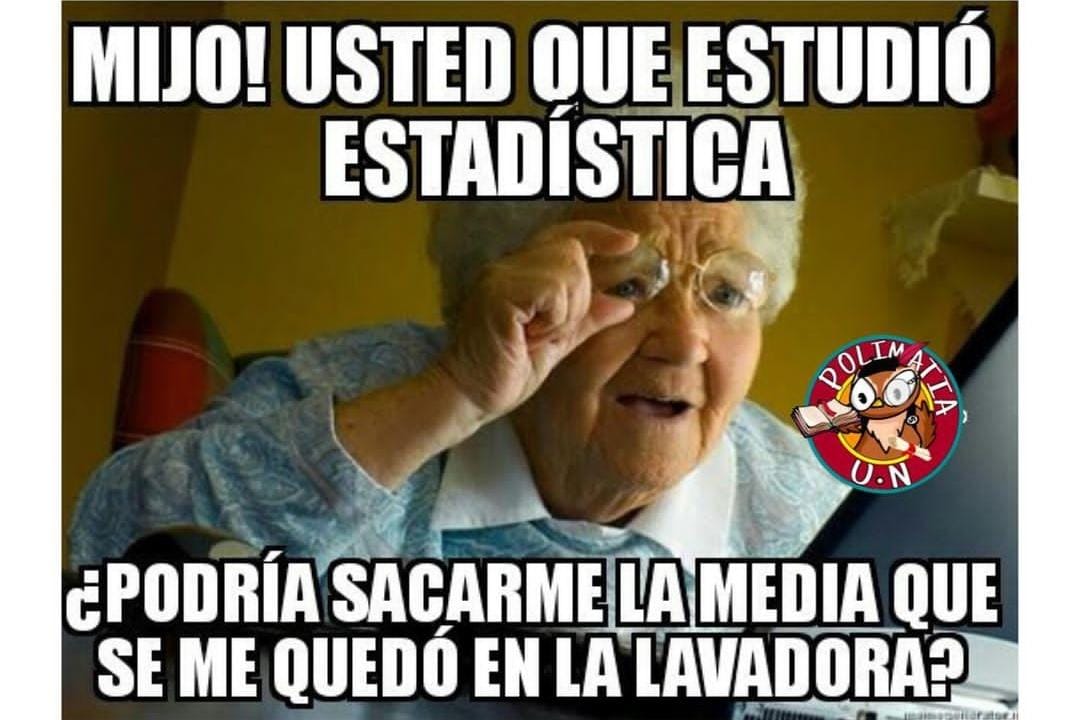 MIJO! USTED QUE ESTUDIÓ
ESTADÍSTICA
POLIMATIA
U.N
¿PODRÍA SACARME LA MEDIA QUE
SE ME QUEDÓ EN LA LAVADORA?